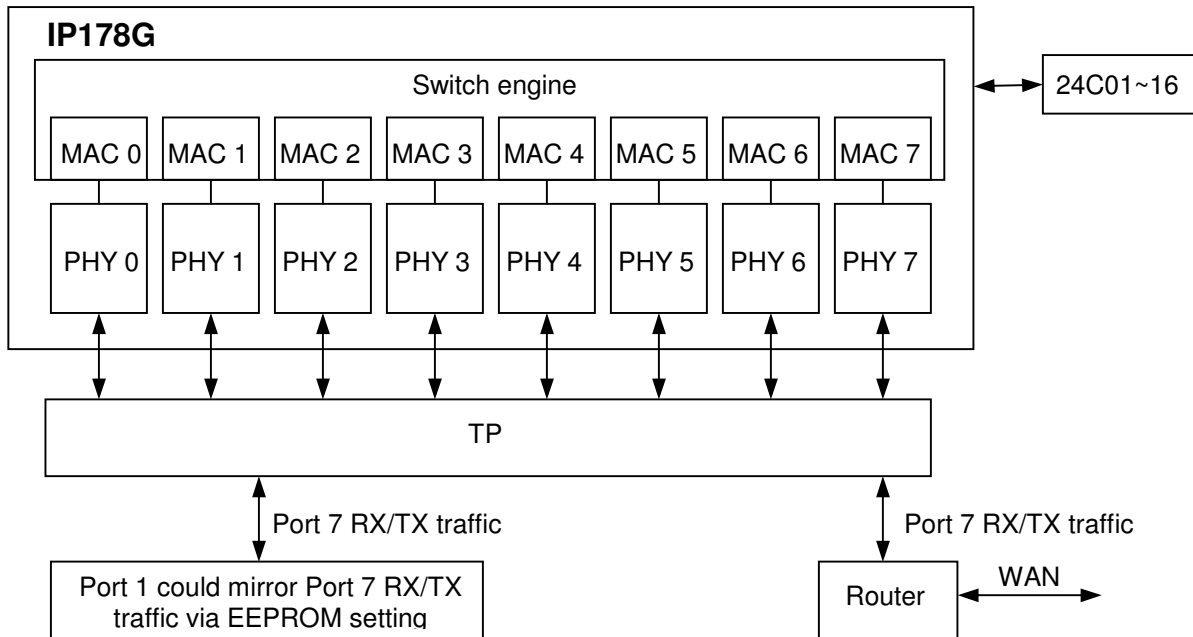 IP178G
Switch engine
24C01~16
MAC 0 MAC 1 MAC 2 MAC 3 MAC 4 MAC 5 MAC 6 MAC 7
PHY 0 PHY 1 PHY 2 PHY 3 PHY 4 PHY 5 PHY 6 PHY 7
TP
Port 7 RX/TX traffic
Port 7 RX/TX traffic
Port 1 could mirror Port 7 RX/TX
traffic via EEPROM setting
Router
WAN